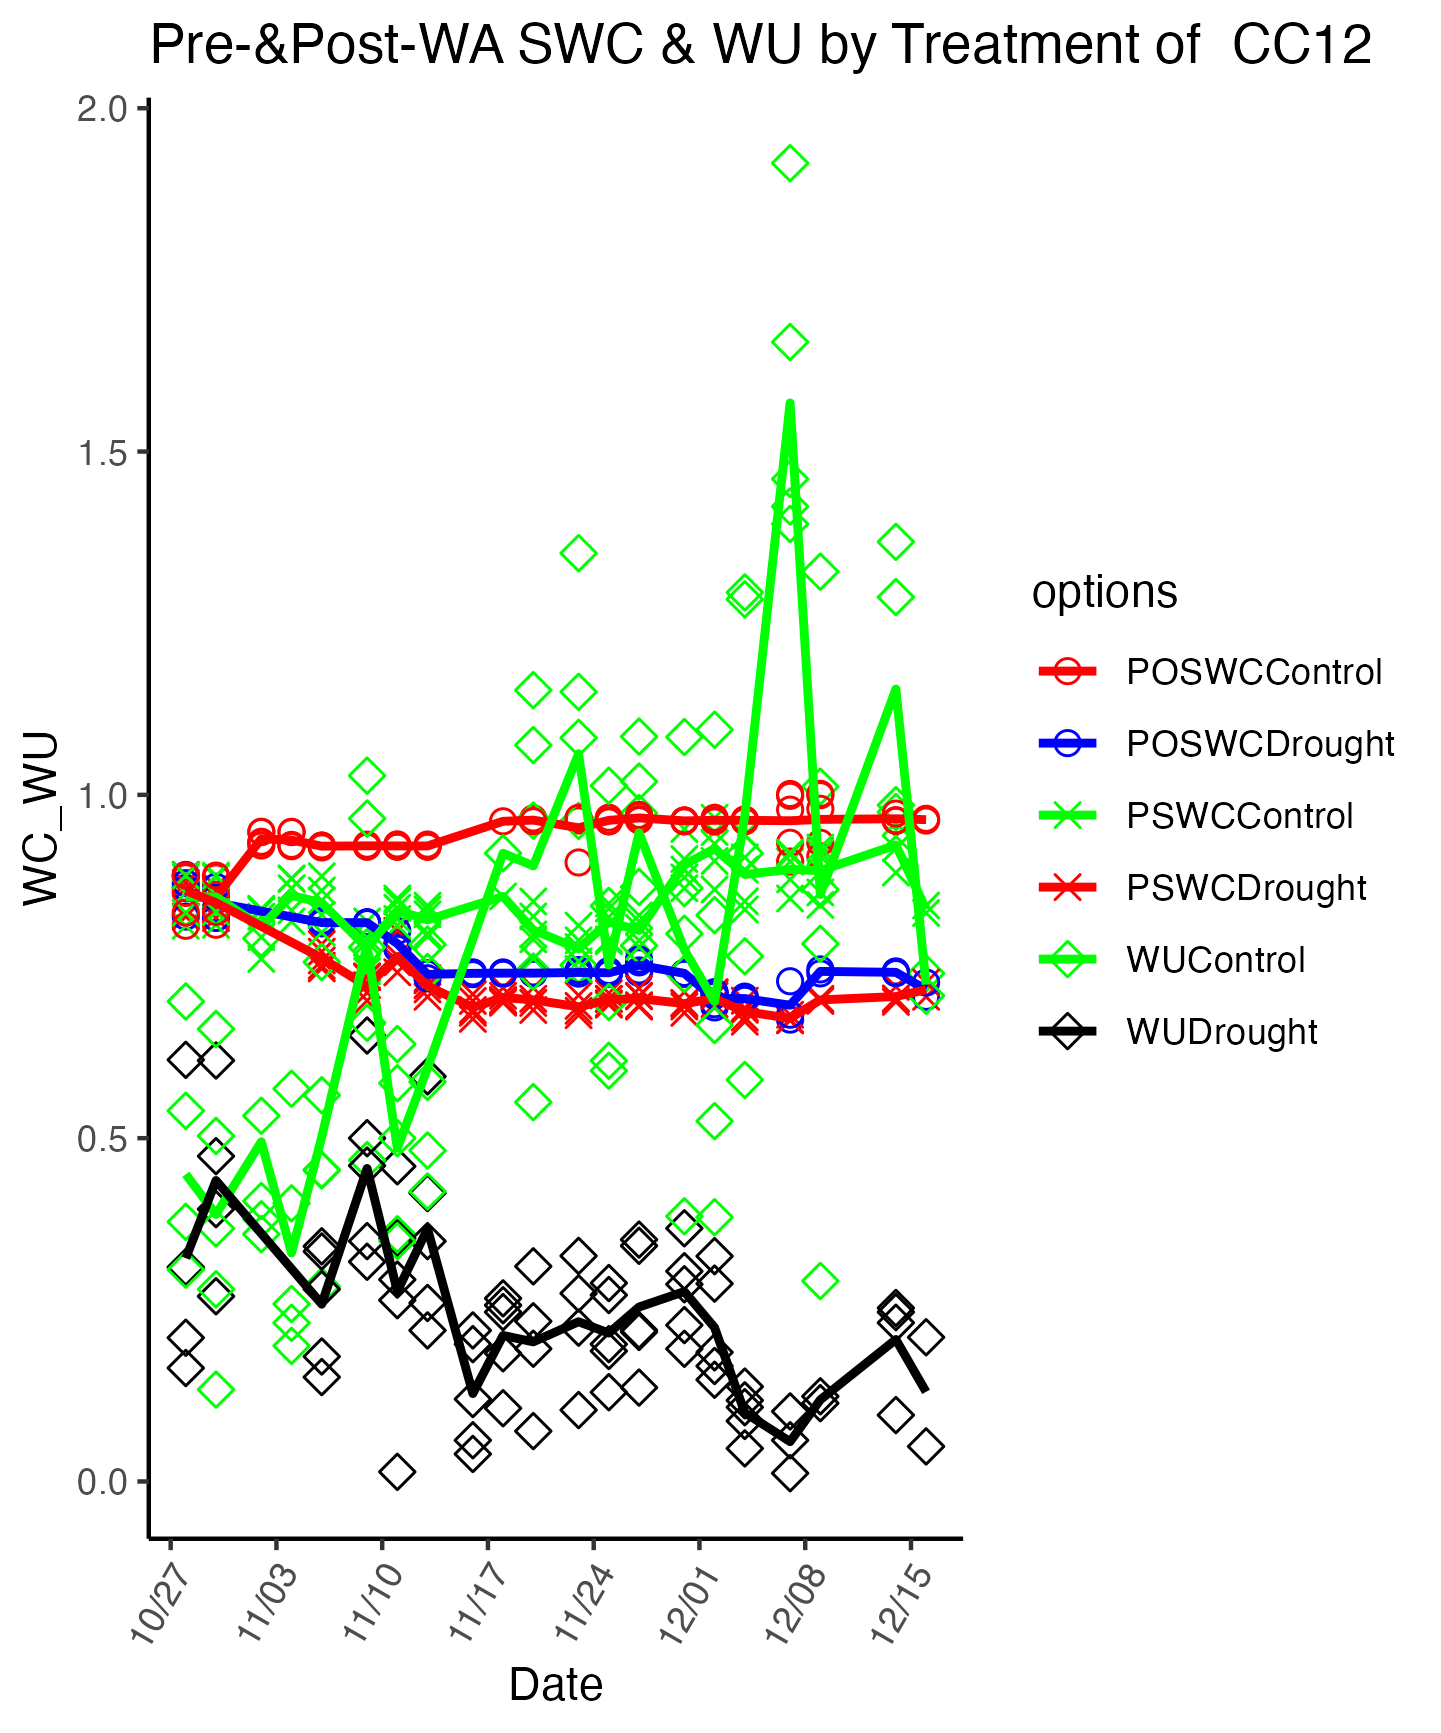 Pre-&Post-WA SWC & WU by Treatment of  CC12
2.0
1.5
1.0
0.5
0.0
WC_WU
10/27
11/03
11/10
11/17
11/24
12/01
12/08
12/15
Date
options
POSWCControl
POSWCDrought
PSWCControl
PSWCDrought
WUControl
WUDrought